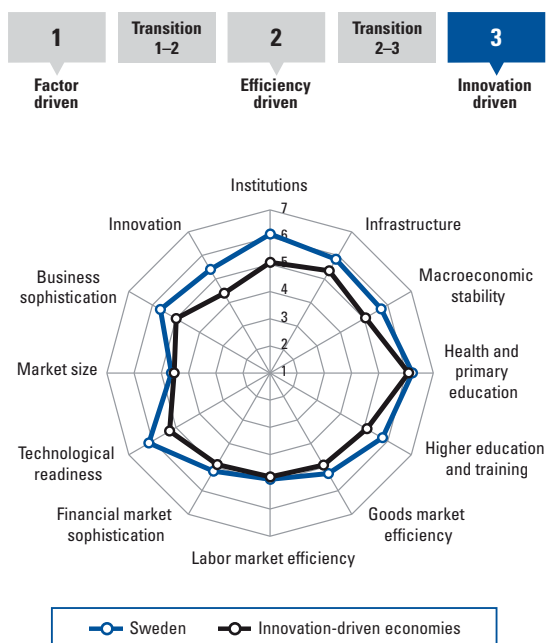 1
Transition
1–2
2
Transition
2–3
3
Factor
driven
Efficiency
driven
Innovation
driven
Institutions
7
6
5
4
3
2
1
Infrastructure
Macroeconomic
stability
Health and
primary
education
Higher education
and training
Goods market
efficiency
Labor market efficiency
Financial market
sophistication
Technological
readiness
Market size
Business
sophistication
Innovation
Sweden
Innovation-driven economies